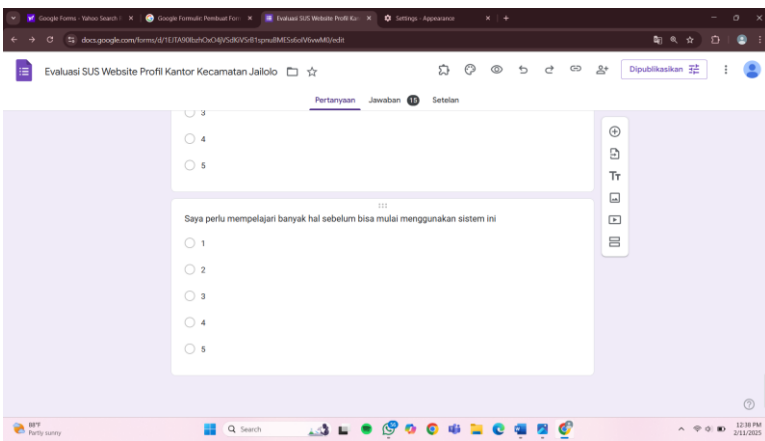 Google Forms - Yahoo Search
Google Formulir: Pembuat Form
Evaluasi SUS Website Profil Kan
Settings - Appearance
docs.google.com/forms/d/
/edit
Evaluasi SUS Website Profil Kantor Kecamatan Jailolo
Dipublikasikan
Pertanyaan Jawaban 15 Setelan
3
4
5
Saya perlu mempelajari banyak hal sebelum bisa mulai menggunakan sistem ini
1
2
3
4
5
88°F
Partly sunny
Search
12:38 PM
2/11/2025